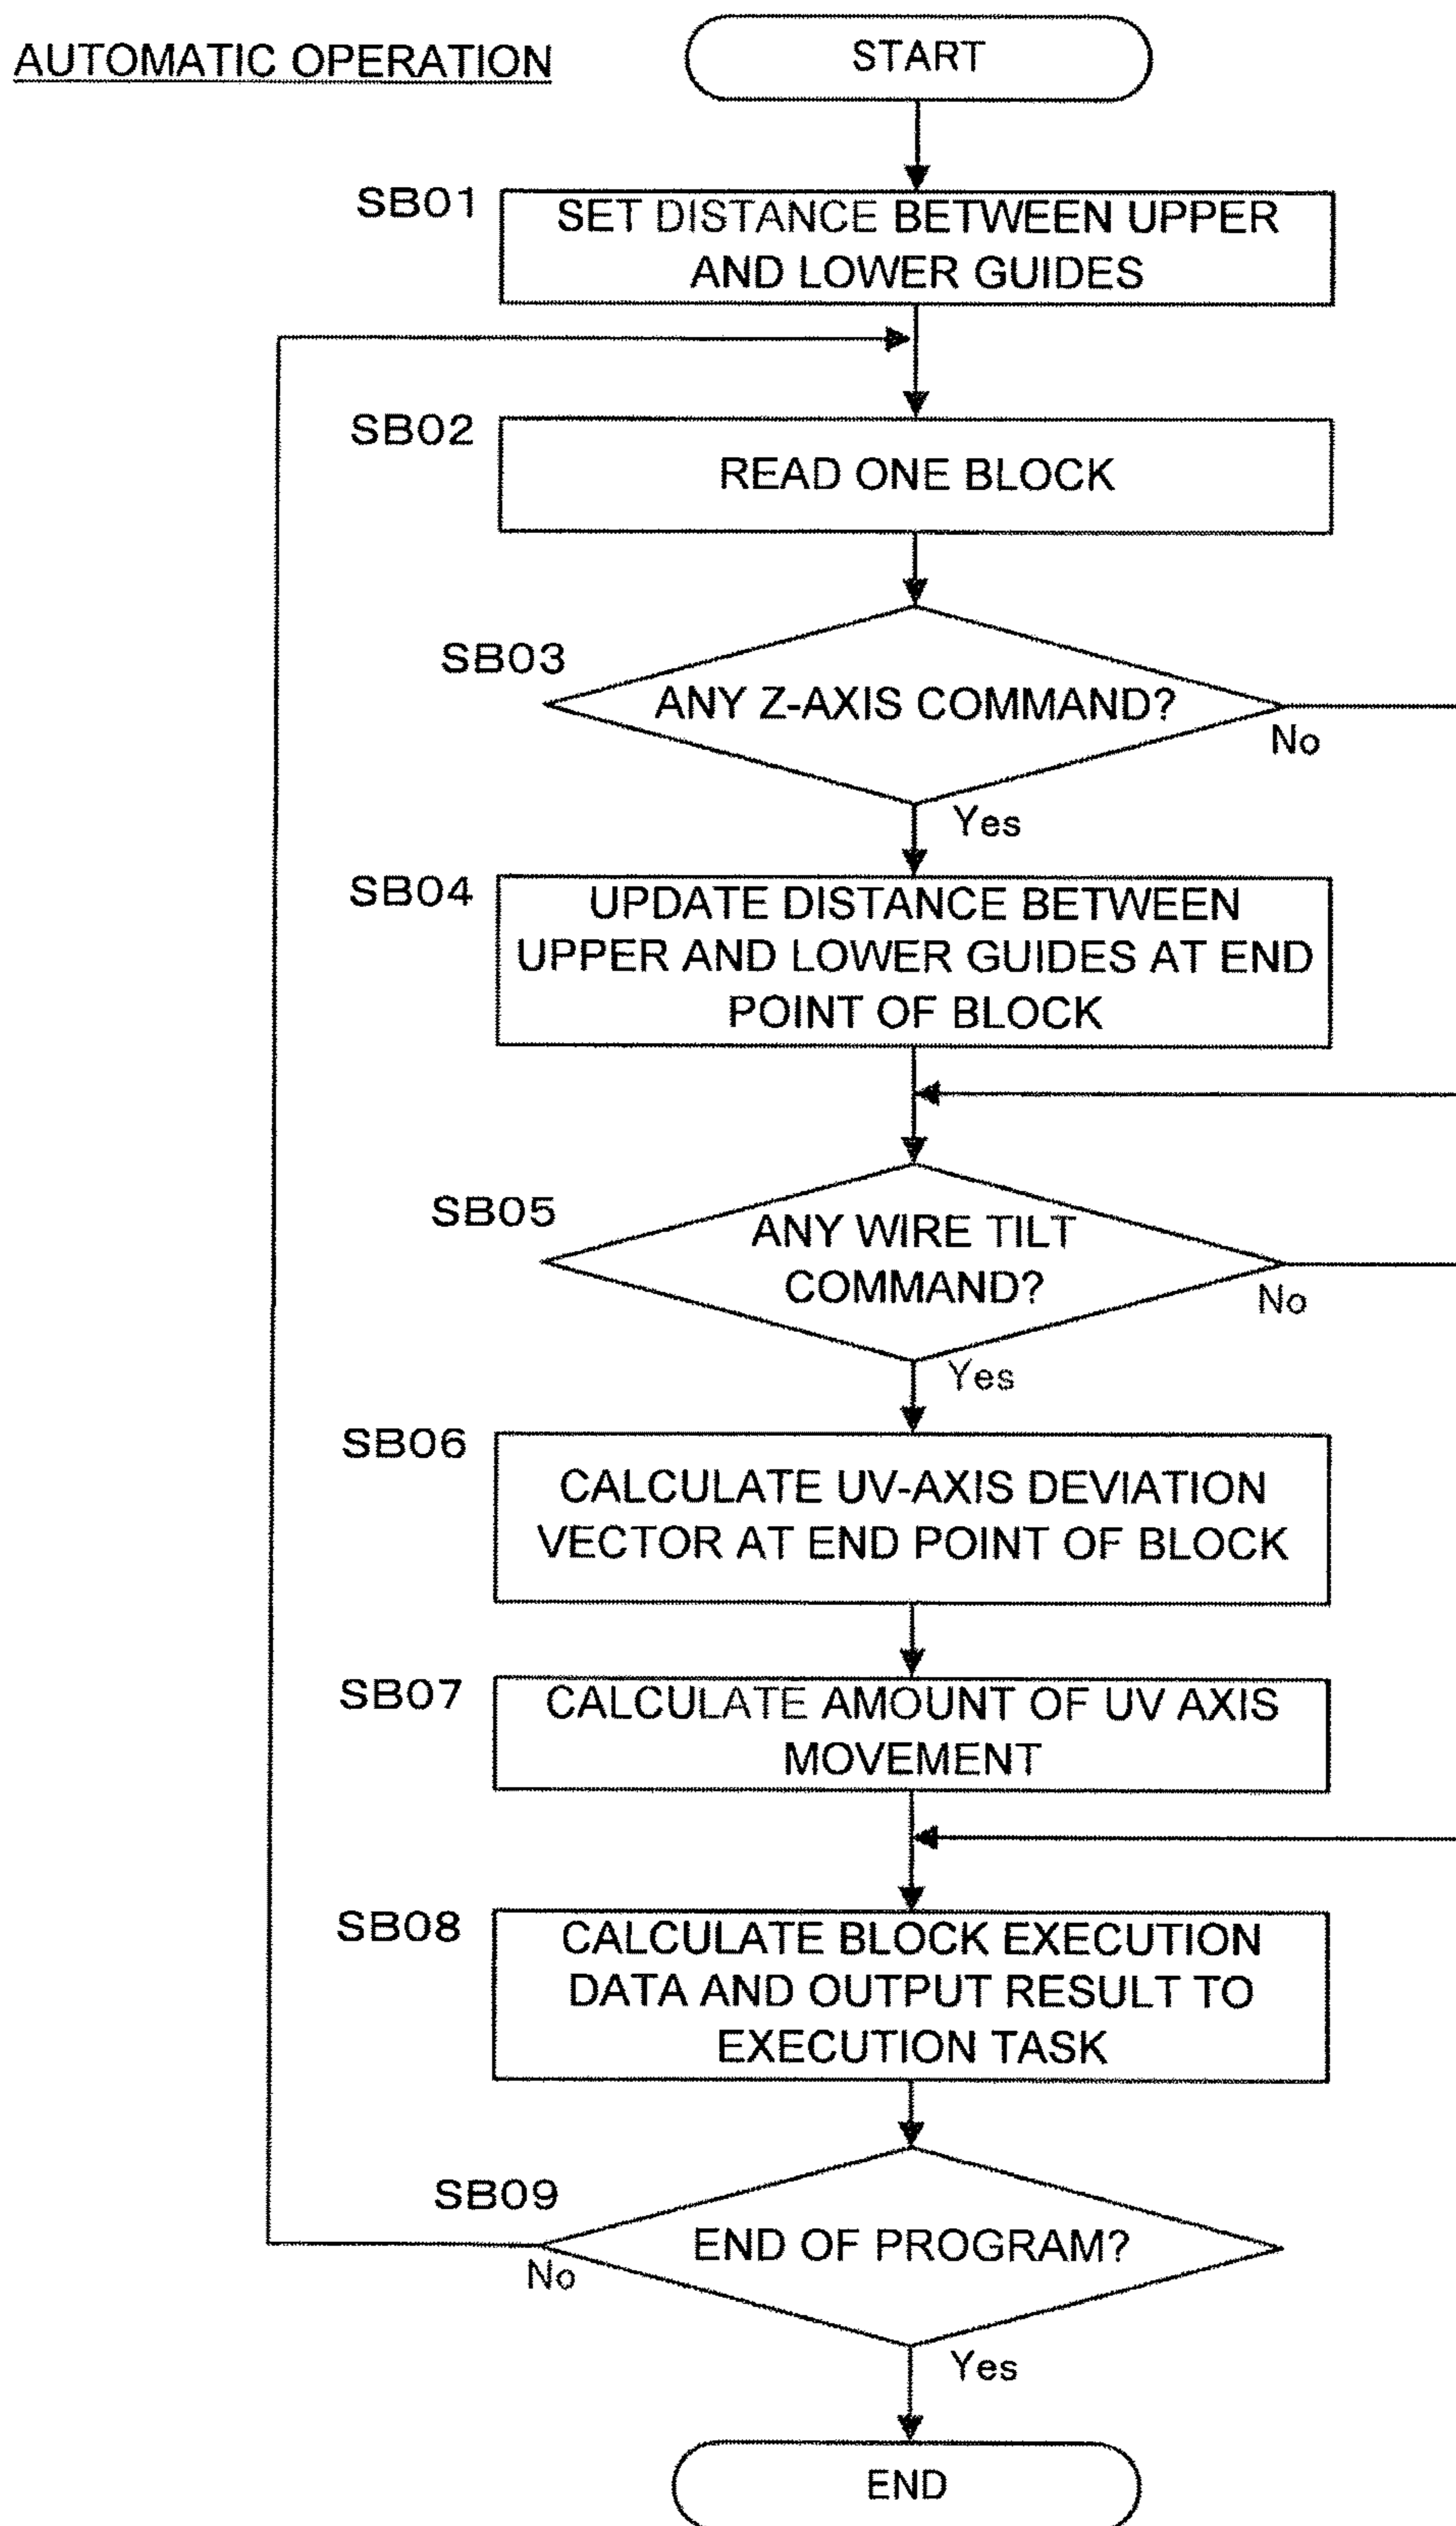 AUTOMATIC OPERATION
START
SB01
SET DISTANCE BETWEEN UPPER
AND LOWER GUIDES
SB02
READ ONE BLOCK
SB03
ANY Z-AXIS COMMAND?
No
Yes
SB04
UPDATE DISTANCE BETWEEN
UPPER AND LOWER GUIDES AT END
POINT OF BLOCK
SB05
ANY WIRE TILT
COMMAND?
No
Yes
SB06
CALCULATE UV-AXIS DEVIATION
VECTOR AT END POINT OF BLOCK
SB07
CALCULATE AMOUNT OF UV AXIS
MOVEMENT
SB08
CALCULATE BLOCK EXECUTION
DATA AND OUTPUT RESULT TO
EXECUTION TASK
SB09
END OF PROGRAM?
No
Yes
END